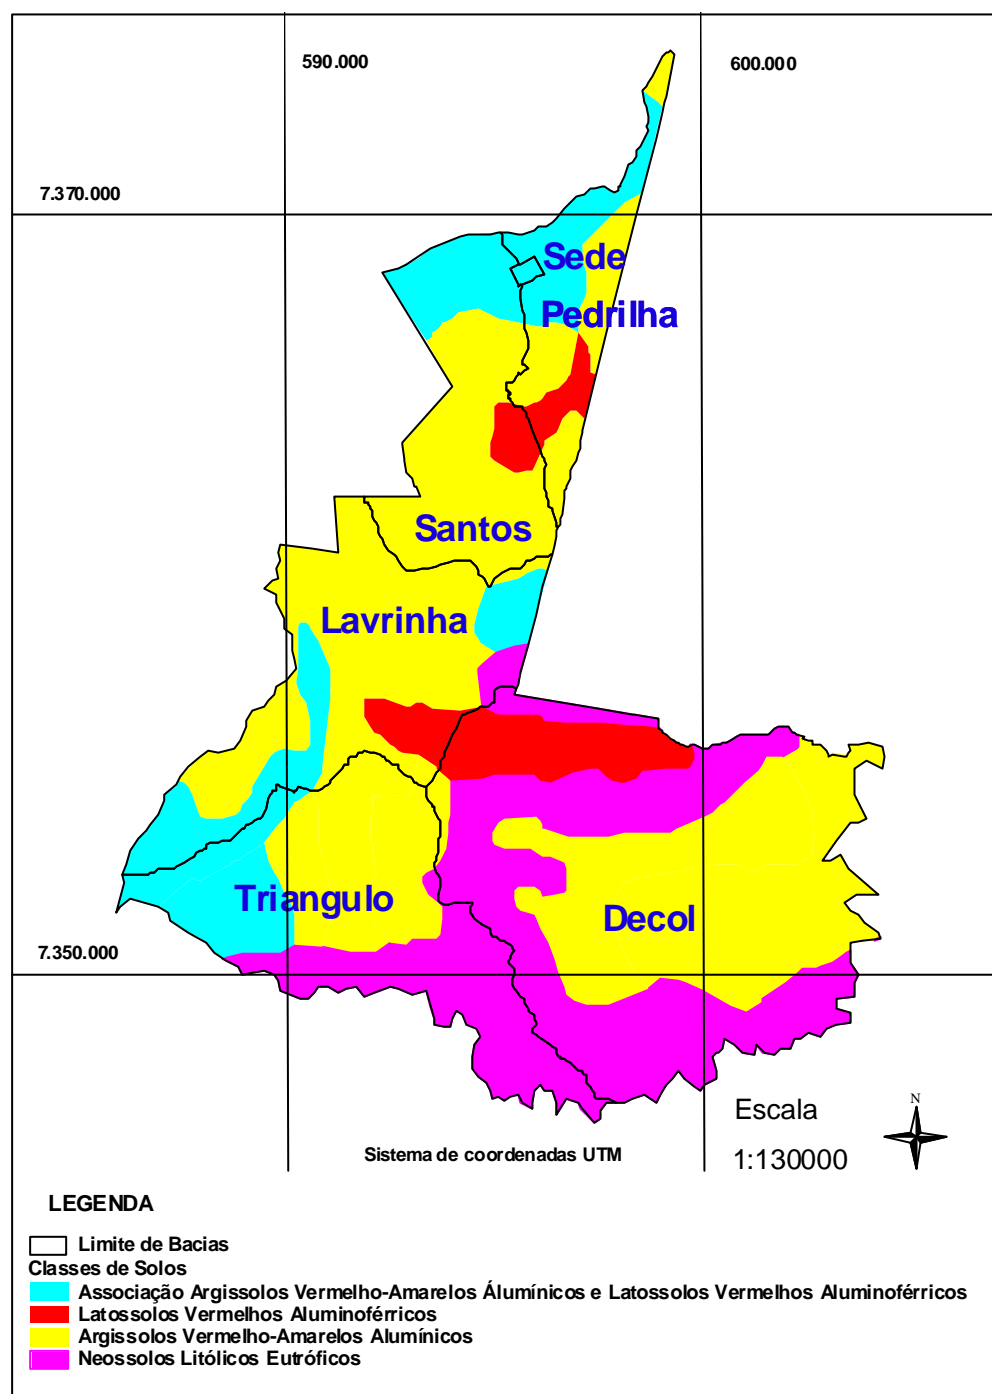 590.000
600.000
7.370.000
Sede
Pedrilha
Santos
Lavrinha
Triangulo
Decol
7.350.000
Escala
N
Sistema de coordenadas UTM
1:130000
LEGENDA
Limite de Bacias
Classes de Solos
Associação Argissolos Vermelho-Amarelos Álumínicos e Latossolos Vermelhos Aluminoférricos
Latossolos Vermelhos Aluminoférricos
Argissolos Vermelho-Amarelos Alumínicos
Neossolos Litólicos Eutróficos